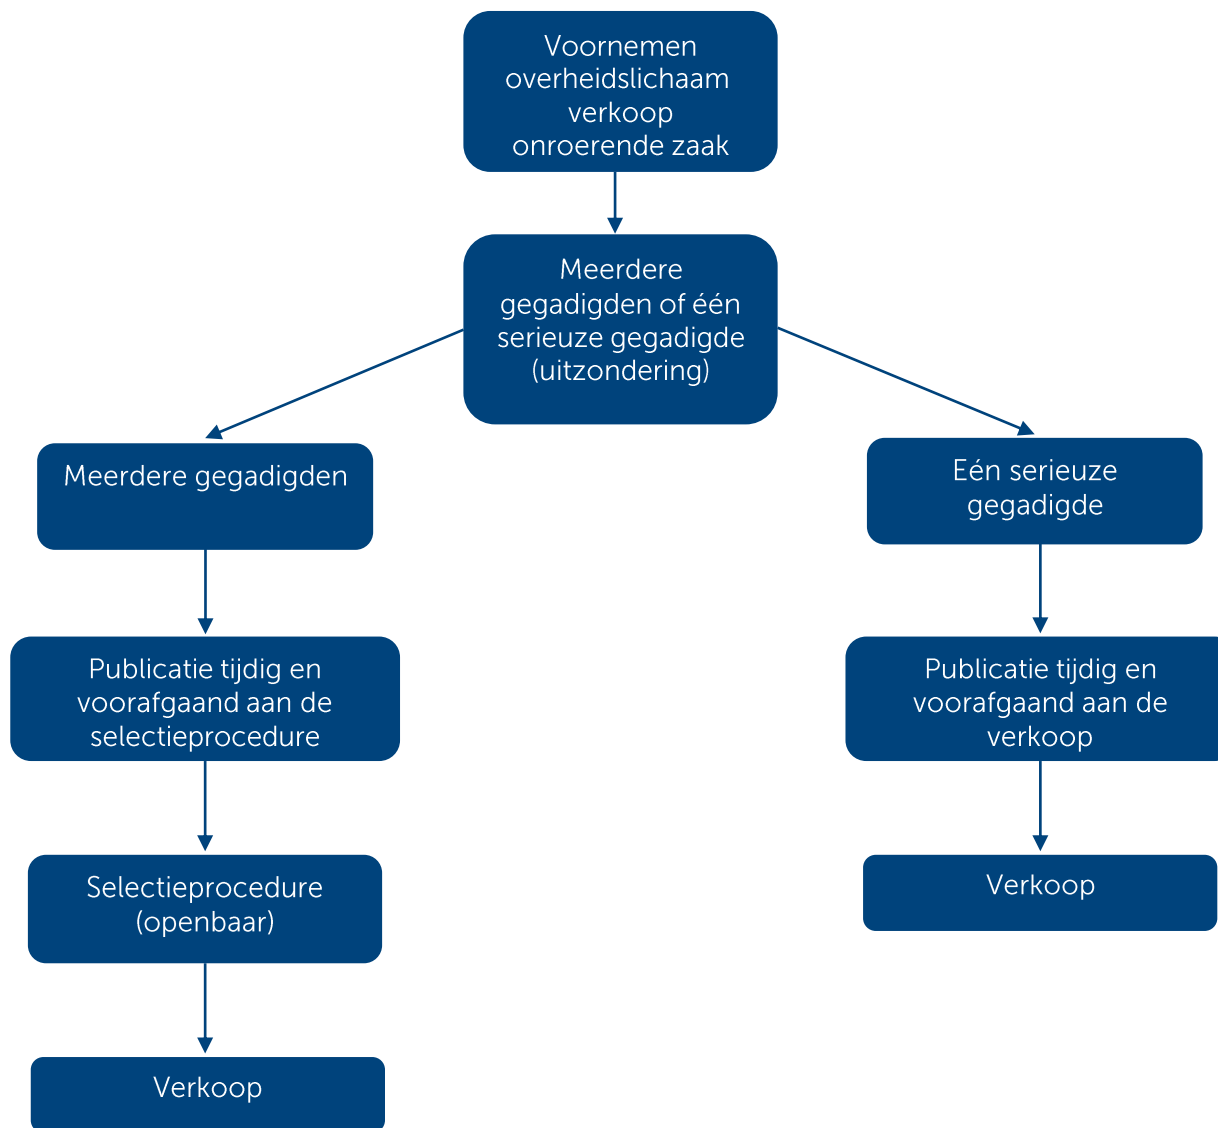 Voornemen
overheidslichaam
verkoop
onroerende zaak
Meerdere
gegadigden of één
serieuze gegadigde
(uitzondering)
Meerdere gegadigden
Eén serieuze
gegadigde
Publicatie tijdig en
voorafgaand aan de
selectieprocedure
Publicatie tijdig en
voorafgaand aan de
verkoop
Selectieprocedure
(openbaar)
Verkoop
Verkoop